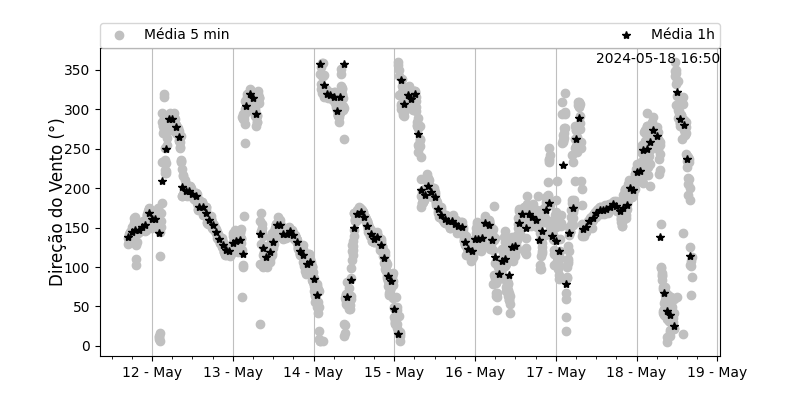 Média 5 min
Média 1h
2024-05-18 16:50
Direção do Vento (°)
350
300
250
200
150
100
50
0
12 - May 13 - May 14 - May 15 - May 16 - May 17 - May 18 - May 19 - May